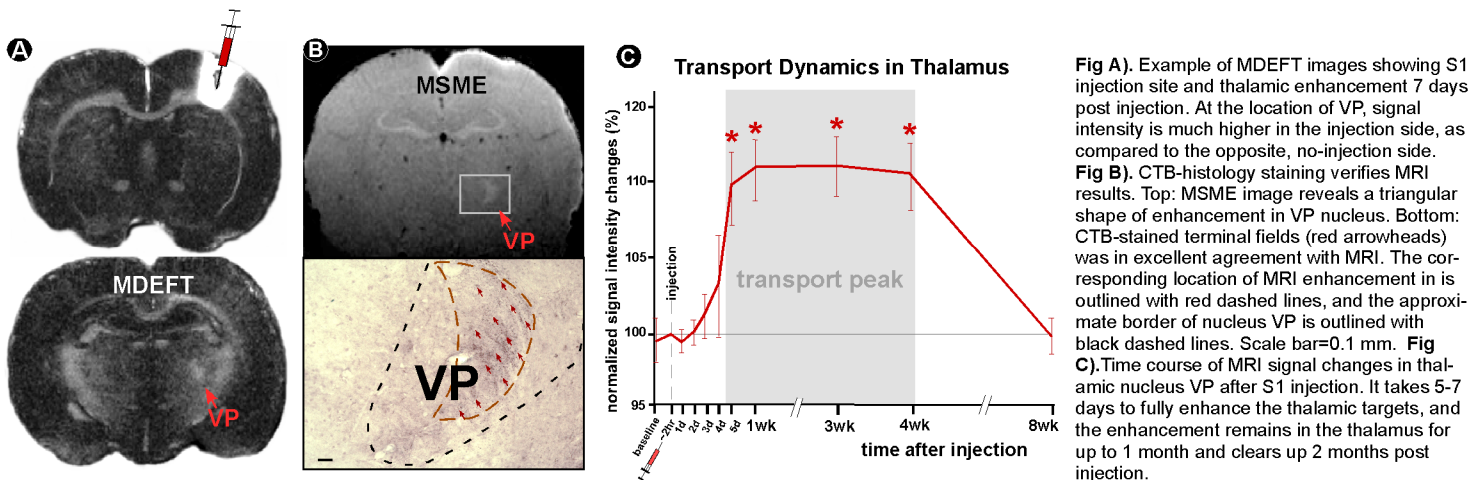 A
MDEFT
VP
B
MSME
VP
VP
C
Transport Dynamics in Thalamus
normalized signal intensity changes (%)
120
110
105
100
95
injection
transport peak
*
*
*
*
baseline
~2hr
1d
2d
3d
4d
5d
1wk
3wk
4wk
8wk
time after injection
Fig A). Example of MDEFT images showing S1
injection site and thalamic enhancement 7 days
post injection. At the location of VP, signal
intensity is much higher in the injection side, as
compared to the opposite, no-injection side.
Fig B). CTB-histology staining verifies MRI
results. Top: MSME image reveals a triangular
shape of enhancement in VP nucleus. Bottom:
CTB-stained terminal fields (red arrowheads)
was in excellent agreement with MRI. The cor-
responding location of MRI enhancement in is
outlined with red dashed lines, and the approxi-
mate border of nucleus VP is outlined with
black dashed lines. Scale bar=0.1 mm. Fig
C).Time course of MRI signal changes in thal-
amic nucleus VP after S1 injection. It takes 5-7
days to fully enhance the thalamic targets, and
the enhancement remains in the thalamus for
up to 1 month and clears up 2 months post
injection.